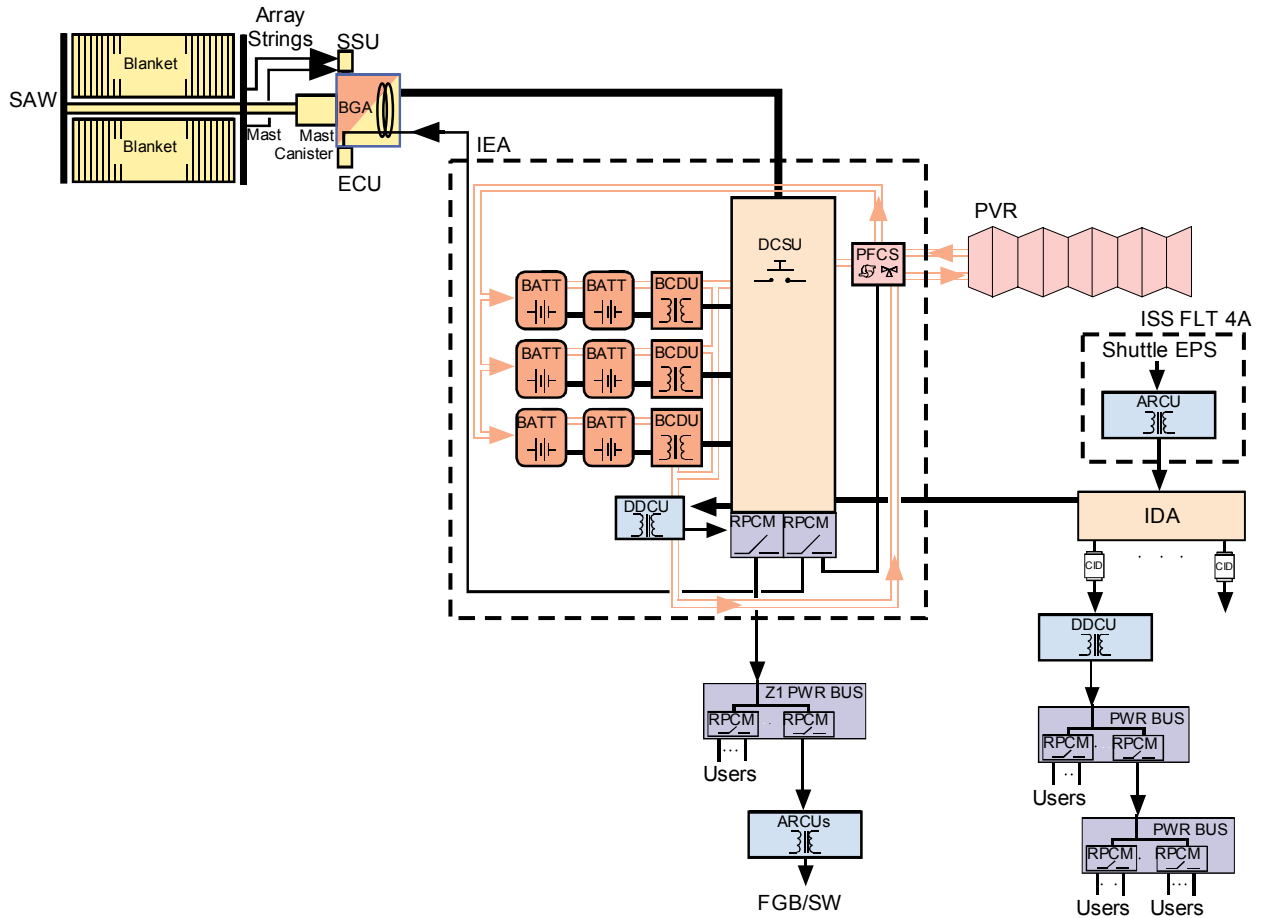 Array
Strings
SSU
Blanket
SAW
BGA
Mast
Mast
Canister
Blanket
ECU
IEA
DCSU
PFCS
PVR
BATT
BATT
BCDU
BATT
BATT
BCDU
BATT
BATT
BCDU
DDCU
RPCM
RPCM
ISS FLT 4A
Shuttle EPS
ARCU
IDA
CID
. . .
CID
DDCU
PWR BUS
RPCM
.
RPCM
..
Users
PWR BUS
RPCM
.
RPCM
. .
...
Users
Users
Z1 PWR BUS
RPCM
.
RPCM
...
Users
ARCUs
FGB/SW